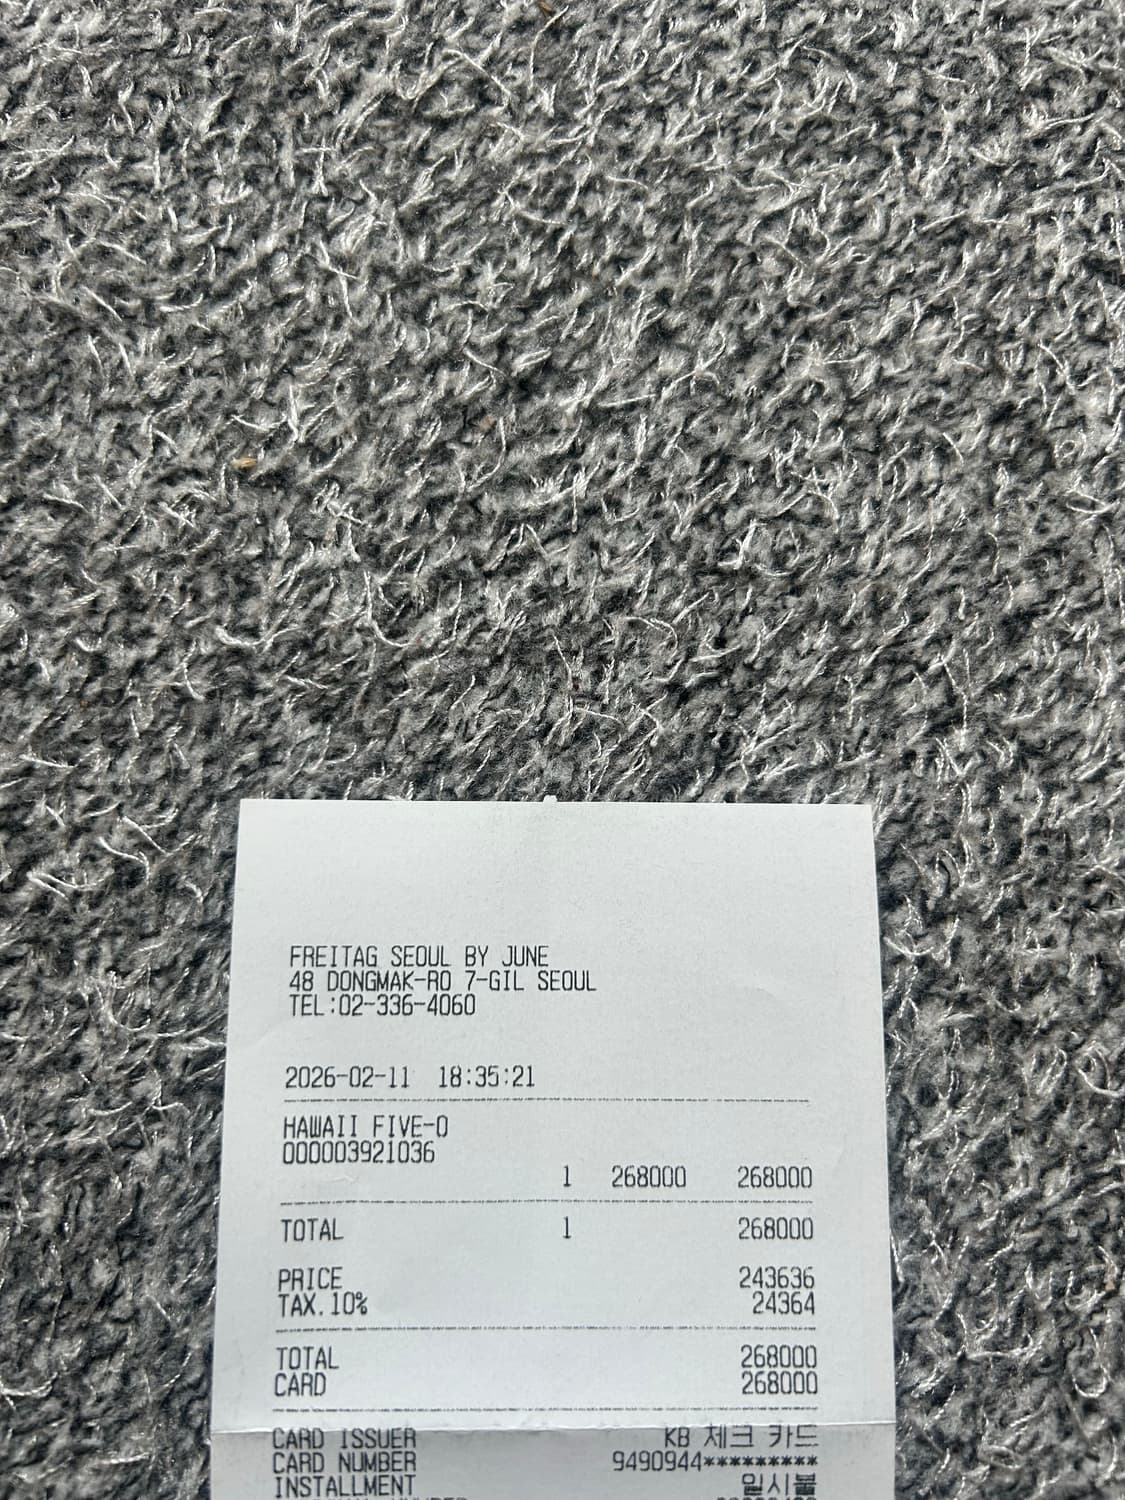 FREITAG SEOUL BY JUNE
48 DONGMAK-RO 7-GIL SEOUL
TEL:02-336-4060
2026-02-11 18:35:21
HAWAII FIVE-O
000003921036
1 268000 268000
TOTAL 1 268000
PRICE 243636
TAX.10% 24364
TOTAL 268000
CARD 268000
CARD ISSUER KB 체크 카드
CARD NUMBER 9490944*********
INSTALLMENT 일시불